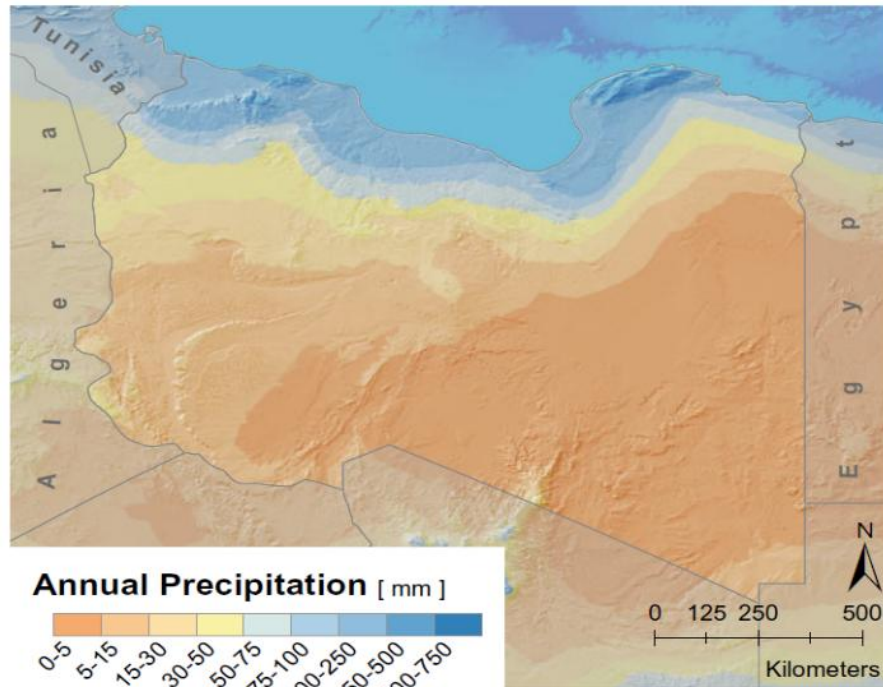 Tunisia
Algeria
Egypt
N
Annual Precipitation [ mm ]
0-5
5-15
15-30
30-50
50-75
0 125 250 500
Kilometers